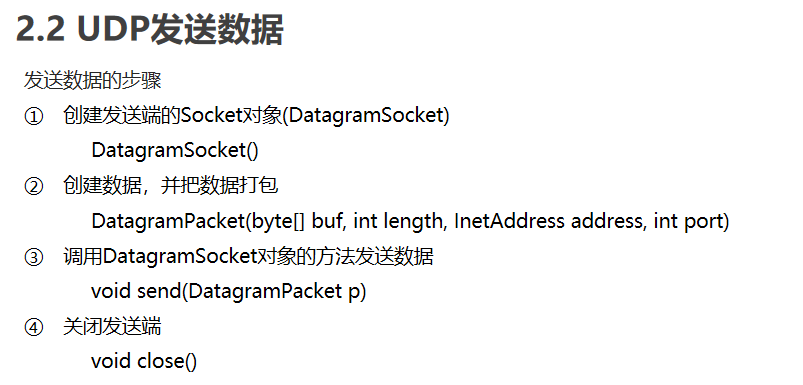 2.2 UDP发送数据
发送数据的步骤
① 创建发送端的Socket对象(DatagramSocket)
DatagramSocket()
② 创建数据，并把数据打包
DatagramPacket(byte[] buf, int length, InetAddress address, int port)
③ 调用DatagramSocket对象的方法发送数据
void send(DatagramPacket p)
④ 关闭发送端
void close()